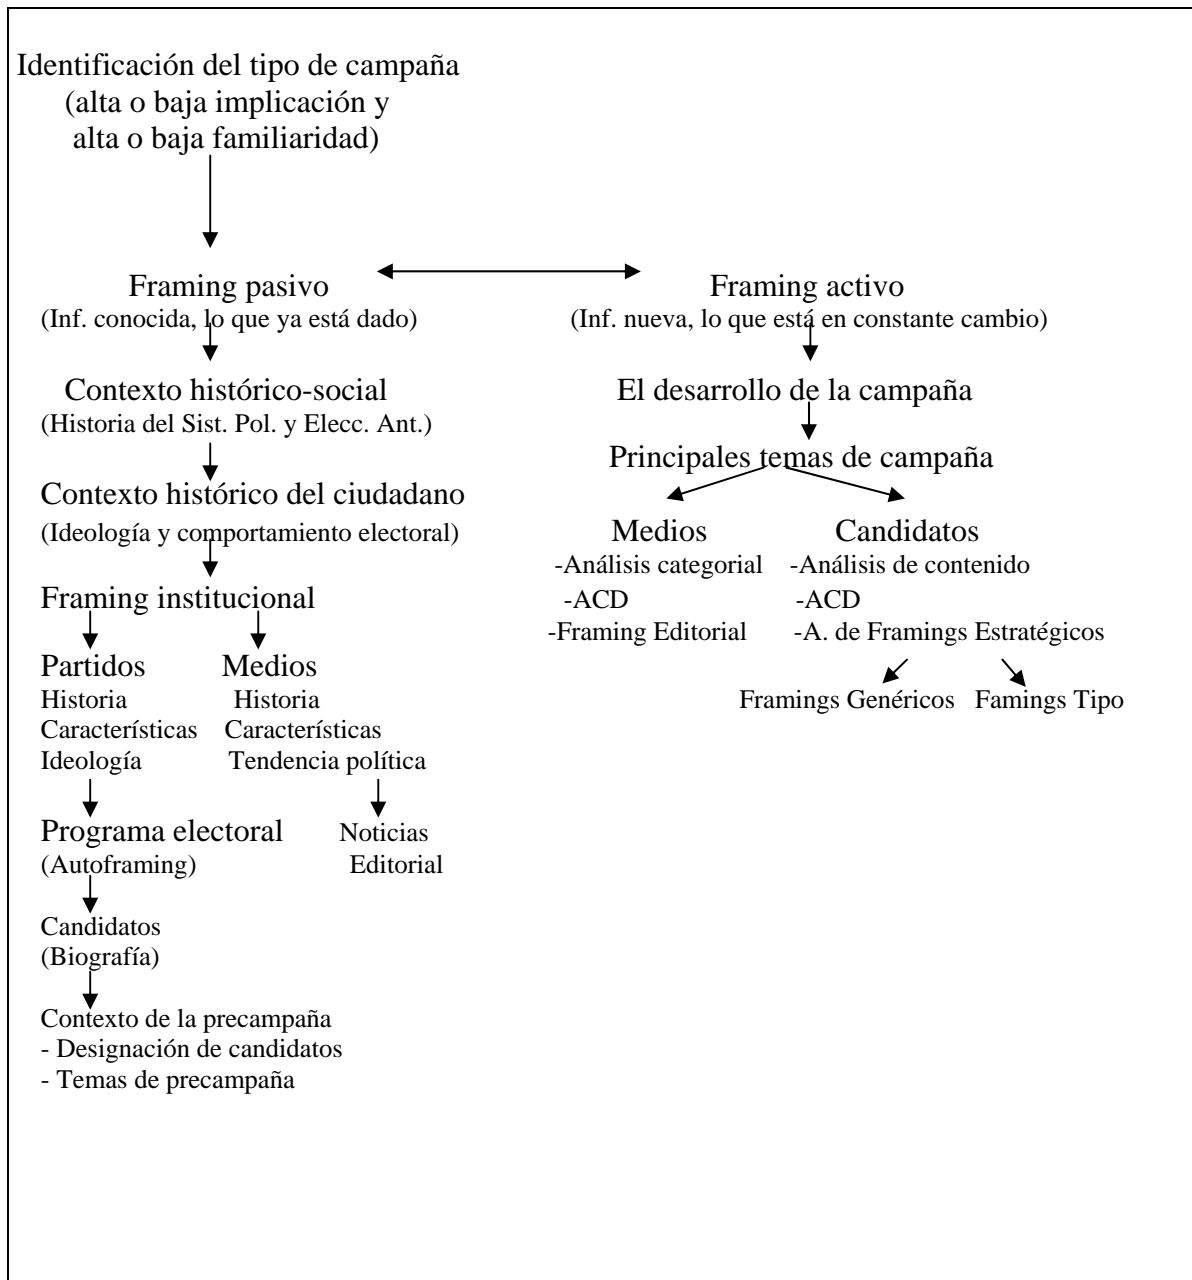 Identificación del tipo de campaña
(alta o baja implicación y
alta o baja familiaridad)
Framing pasivo
(Inf. conocida, lo que ya está dado)
Contexto histórico-social
(Historia del Sist. Pol. y Elecc. Ant.)
Contexto histórico del ciudadano
(Ideología y comportamiento electoral)
Framing institucional
Partidos
Historia
Características
Ideología
Medios
Historia
Características
Tendencia política
Programa electoral
(Autoframing)
Noticias
Editorial
Candidatos
(Biografía)
Contexto de la precampaña
- Designación de candidatos
- Temas de precampaña
Framing activo
(Inf. nueva, lo que está en constante cambio)
El desarrollo de la campaña
Principales temas de campaña
Medios
-Análisis categorial
-ACD
-Framing Editorial
Candidatos
-Análisis de contenido
-ACD
-A. de Framings Estratégicos
Framings Genéricos
Famings Tipo